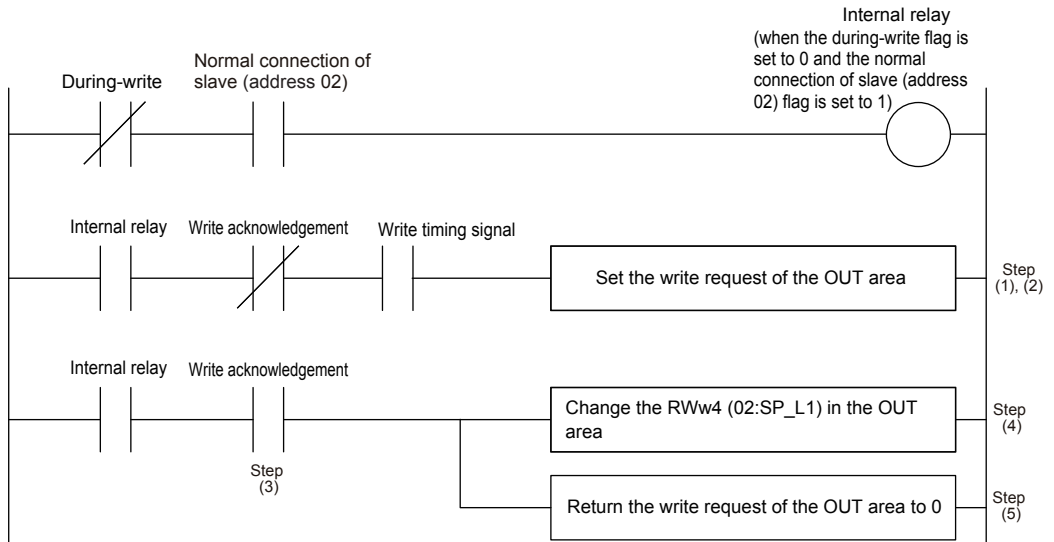 Internal relay
(when the during-write flag is
set to 0 and the normal
connection of slave (address
02) flag is set to 1)
Normal connection of
slave (address 02)
During-write
Internal relay
Write acknowledgement
Write timing signal
Set the write request of the OUT area
Step
(1), (2)
Internal relay
Write acknowledgement
Step
(3)
Change the RWw4 (02:SP_L1) in the OUT
area
Step
(4)
Return the write request of the OUT area to 0
Step
(5)